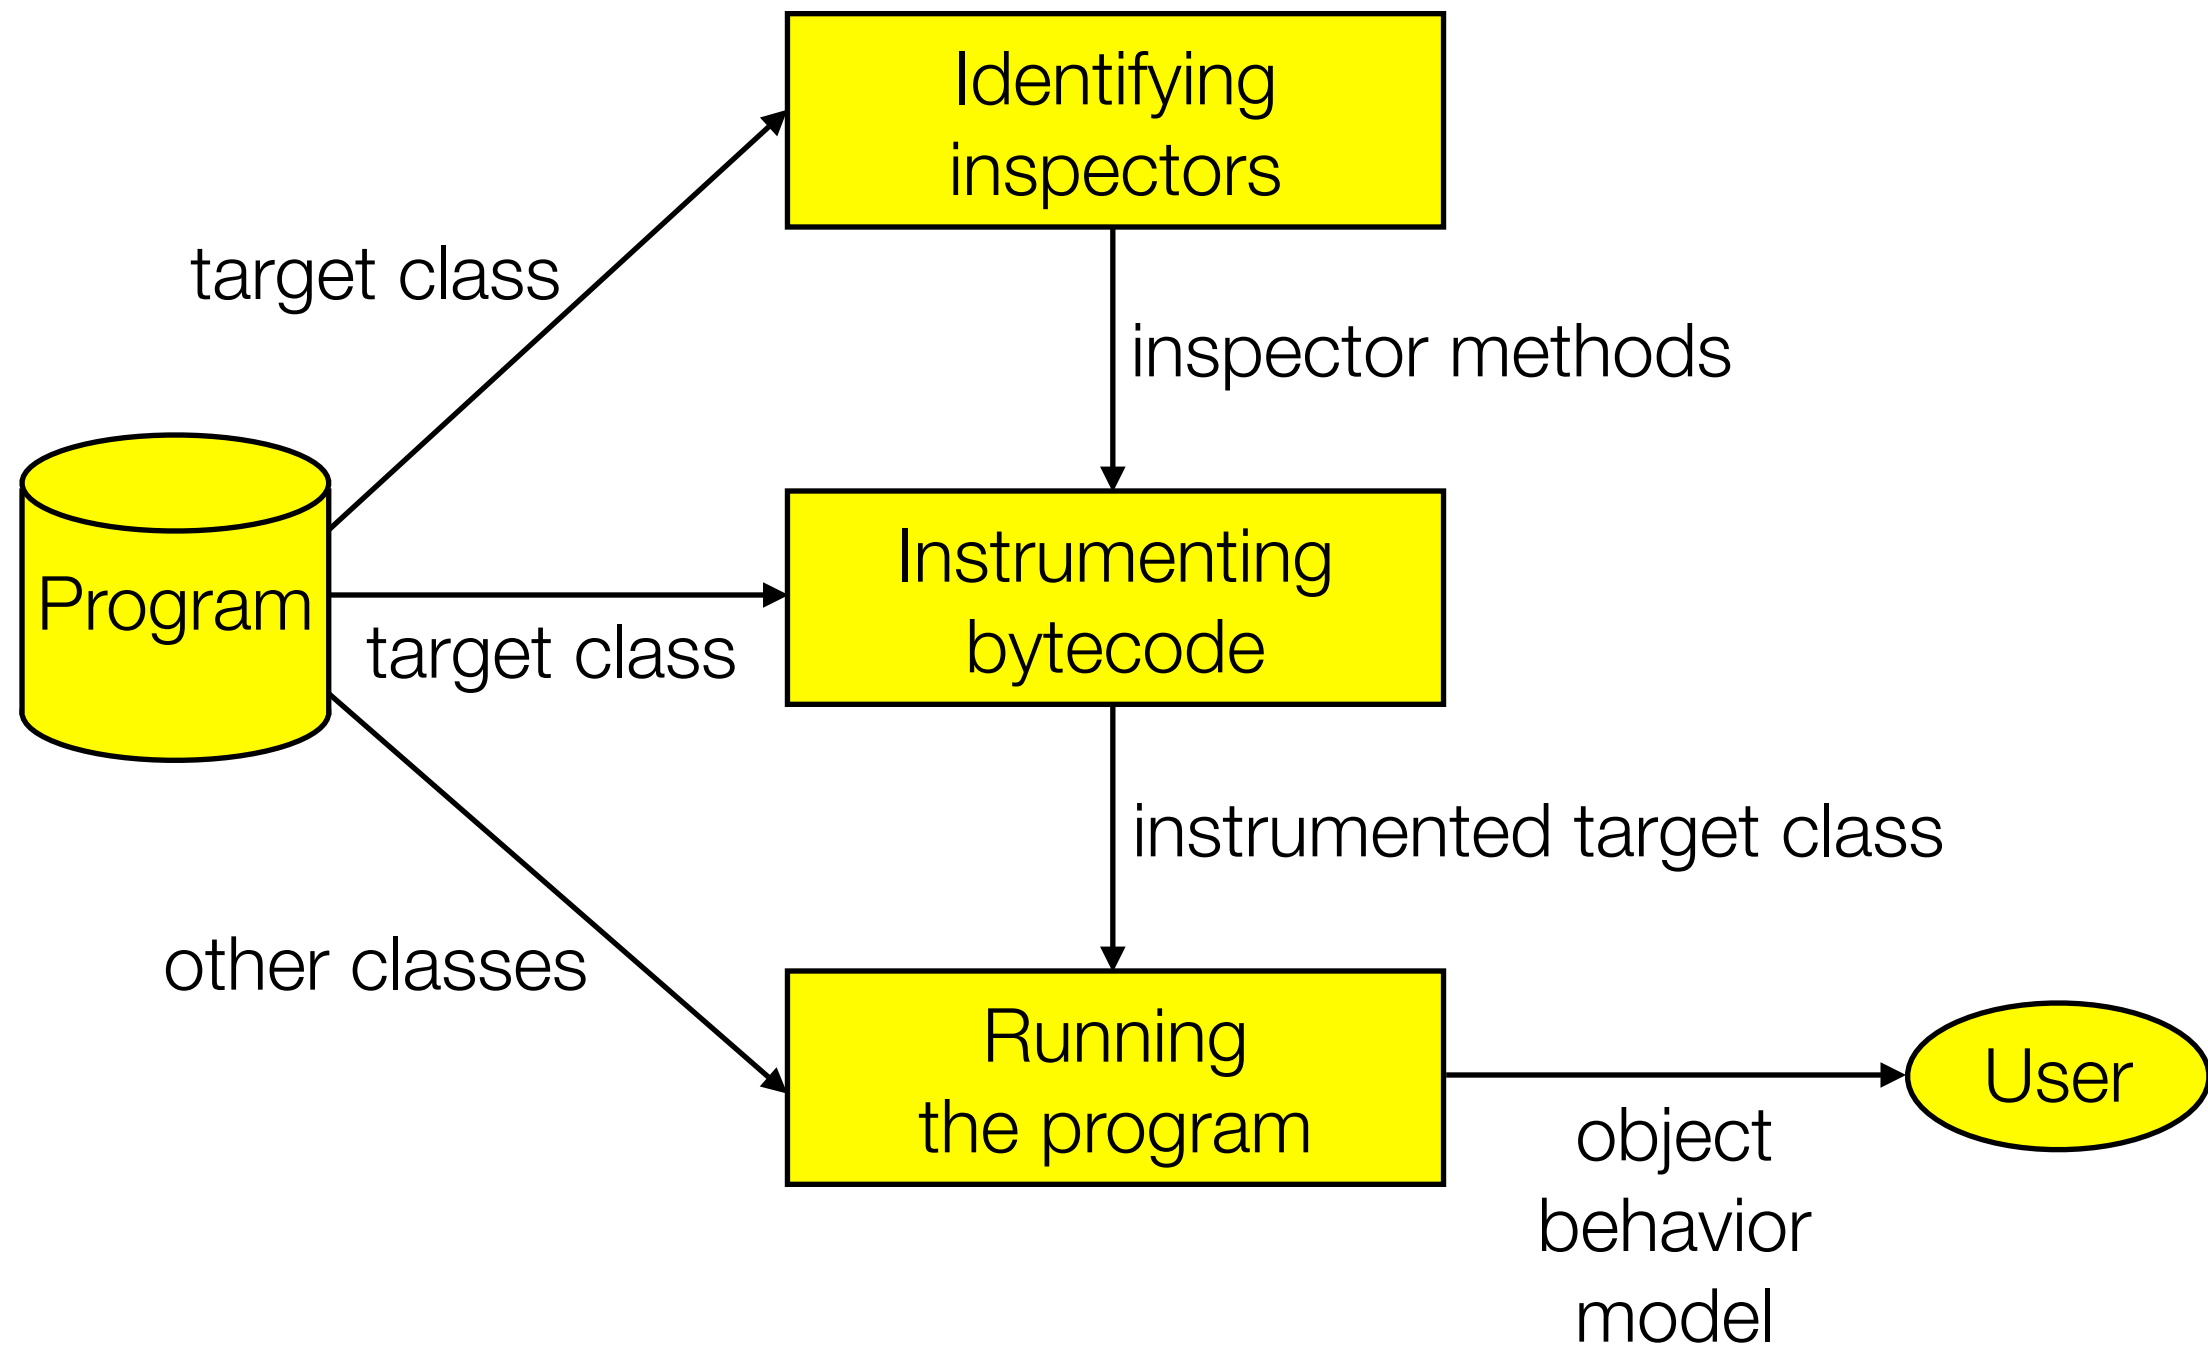 Identifying
inspectors
target class
inspector methods
Program
Instrumenting
bytecode
target class
instrumented target class
other classes
Running
the program
User
object
behavior
model